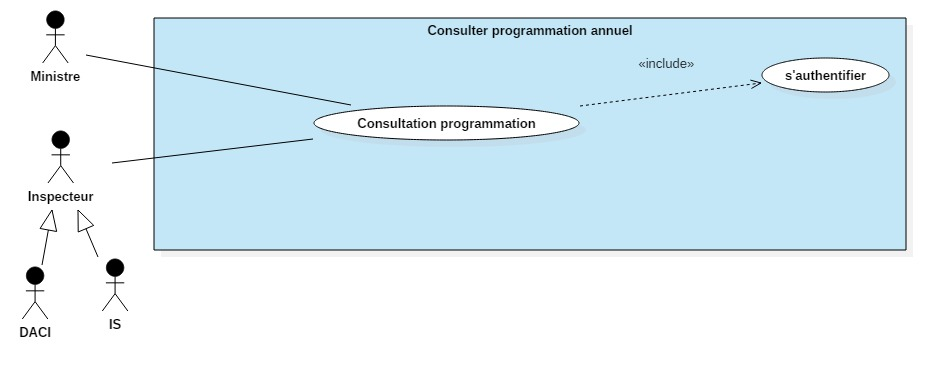 Consulter programmation annuel
«include»
s'authentifier
Ministre
Consultation programmation
Inspecteur
DACI
IS